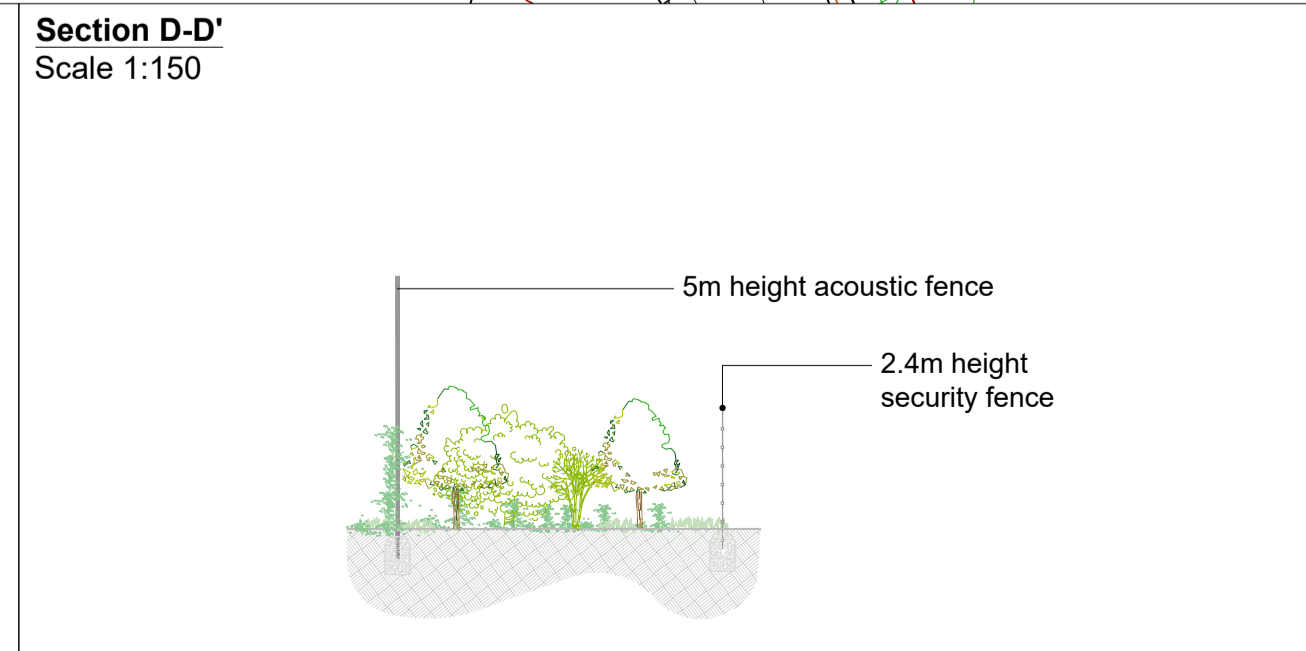 Section D-D'
Scale 1:150
5m height acoustic fence
2.4m height
security fence